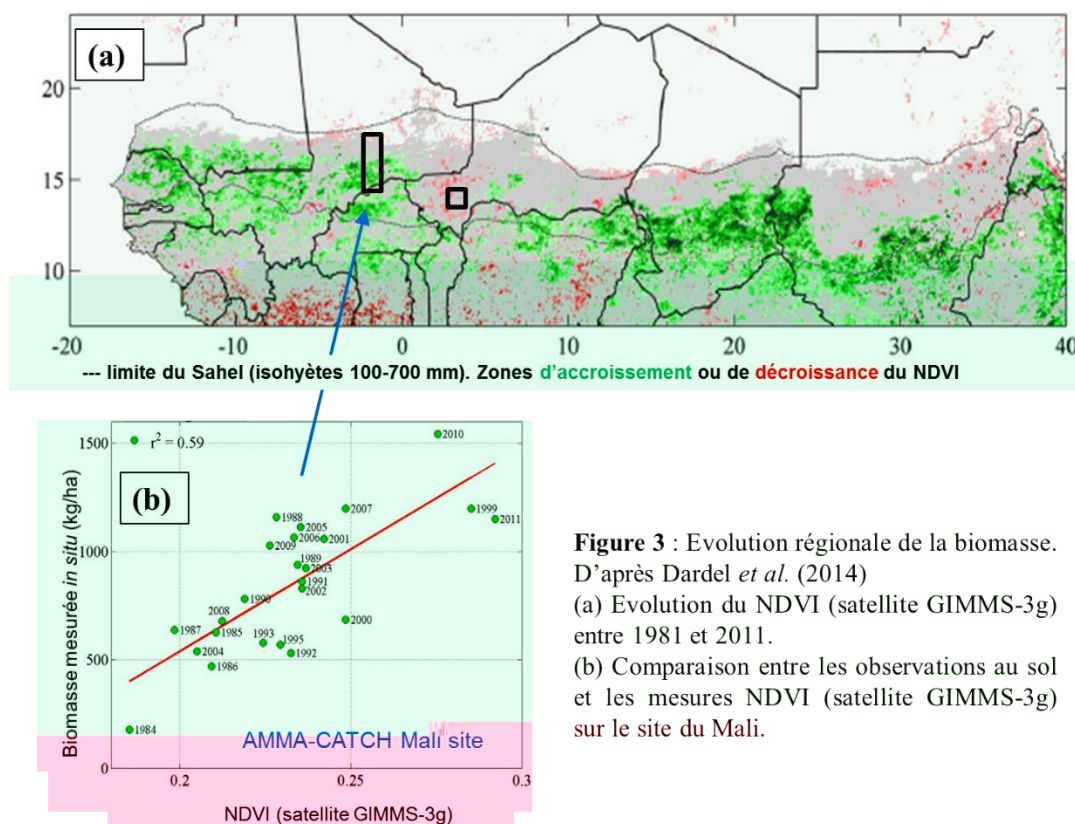 (a)
20
15
10
-20
-10
0
10
20
30
40
--- limite du Sahel (isohyètes 100-700 mm). Zones d'accroissement ou de décroissance du NDVI
1500
1000
500
0
Biomasse mesurée in situ (kg/ha)
r² = 0.59
(b)
2010
2007
1999
2011
1988
2005
2006
2001
2009
1989
2003
1991
2002
1990
2008
2000
1987
1985
1993
1995
1992
2004
1986
1984
AMMA-CATCH Mali site
0.2
0.25
0.3
NDVI (satellite GIMMS-3g)
Figure 3 : Evolution régionale de la biomasse.
D'après Dardel et al. (2014)
(a) Evolution du NDVI (satellite GIMMS-3g)
entre 1981 et 2011.
(b) Comparaison entre les observations au sol
et les mesures NDVI (satellite GIMMS-3g)
sur le site du Mali.